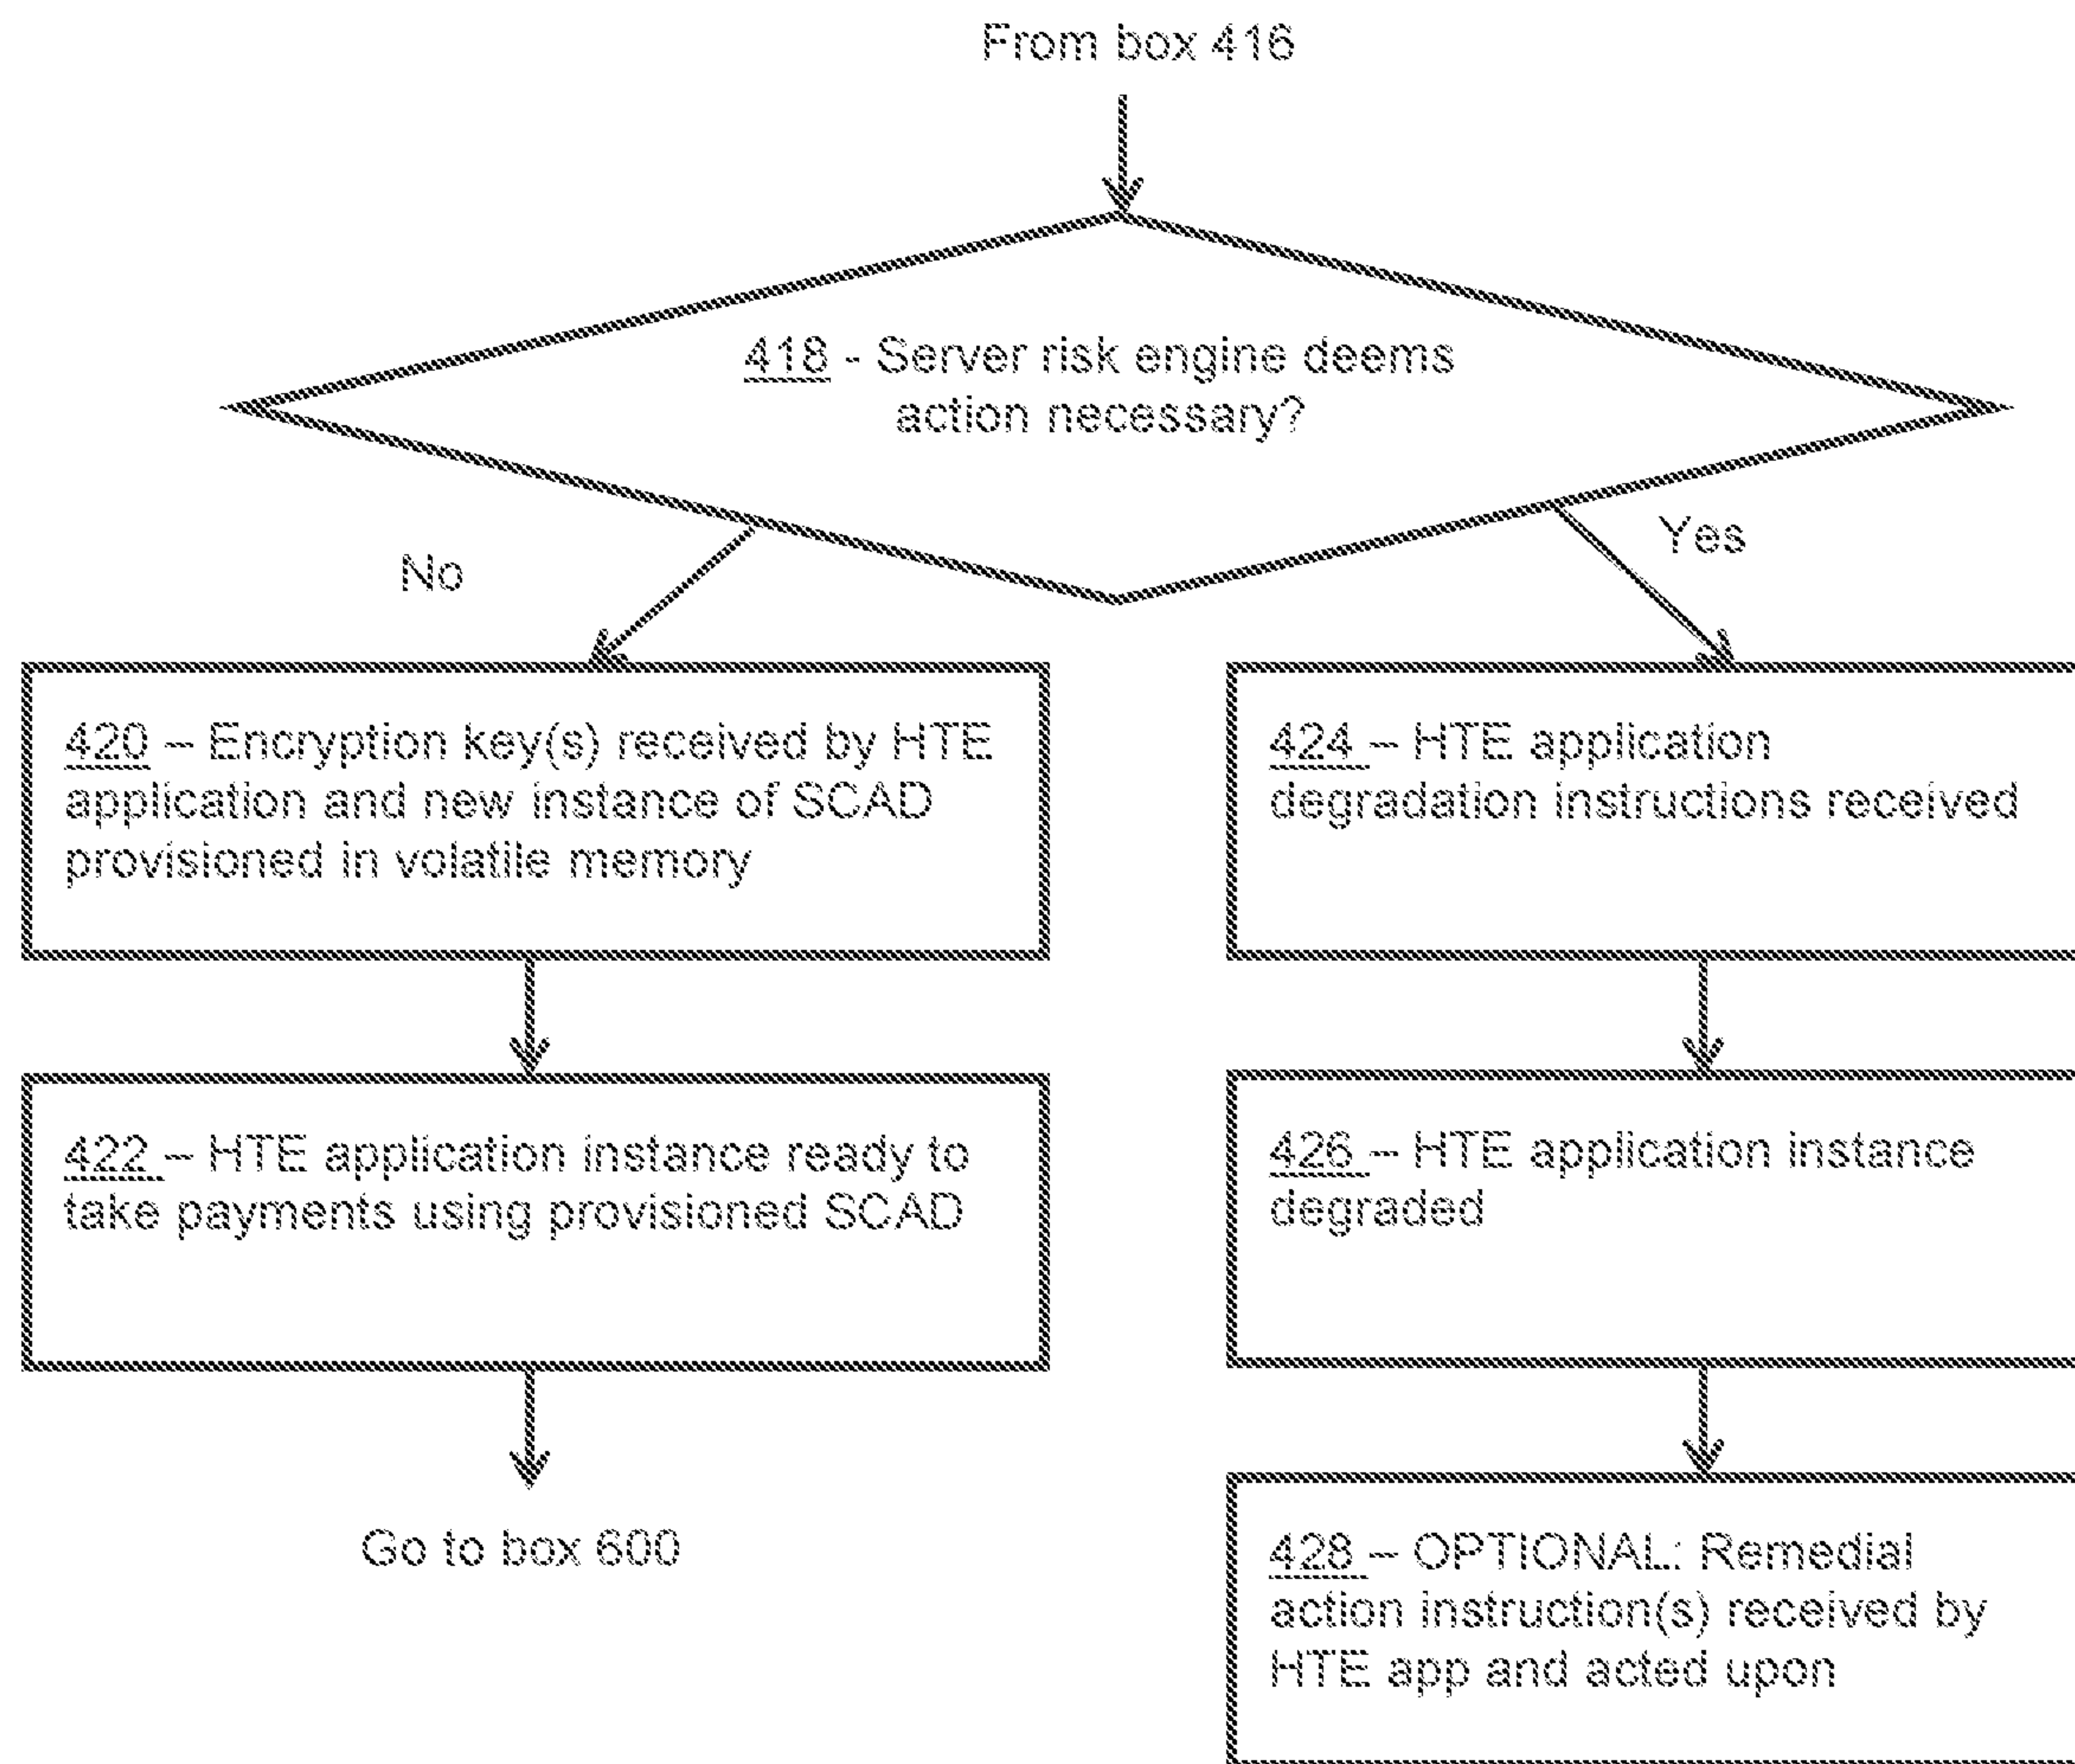 From box 416
418 - Server risk engine deems
action necessary?
No
Yes
420 – Encryption key(s) received by HTE
application and new instance of SCAD
provisioned in volatile memory
424 – HTE application
degradation instructions received
422 – HTE application instance ready to
take payments using provisioned SCAD
426 – HTE application instance
degraded
Go to box 600
428 – OPTIONAL: Remedial
action instruction(s) received by
HTE app and acted upon